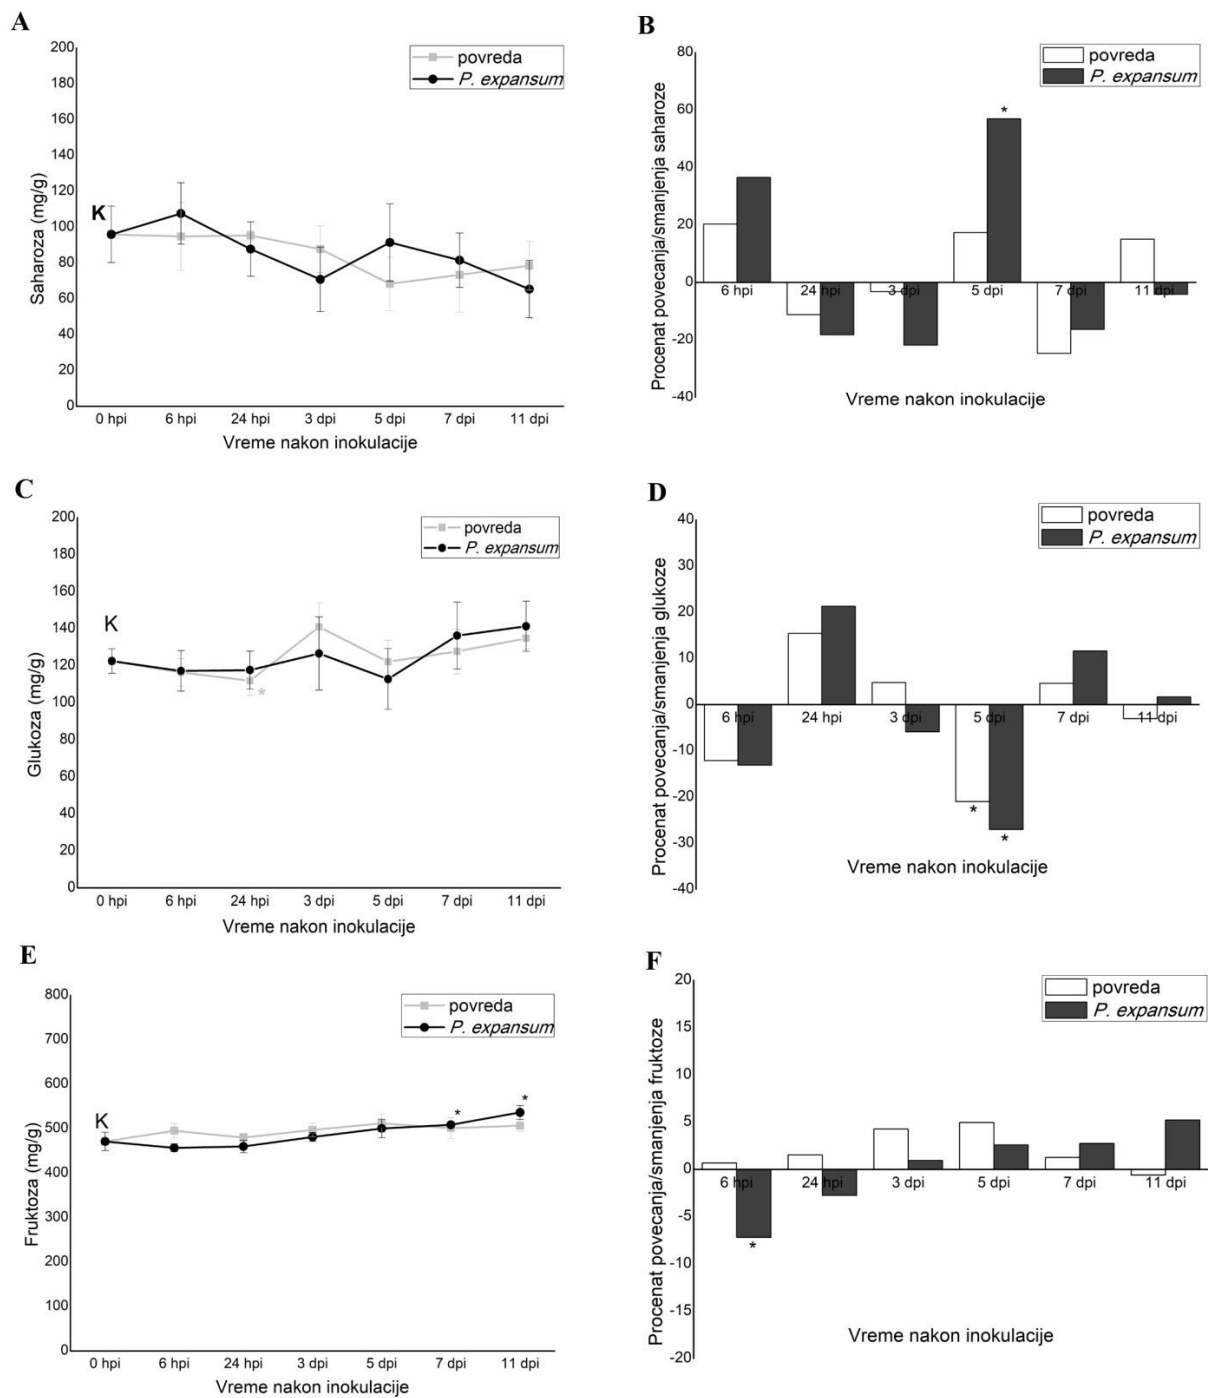 A
Saharoza (mg/g)
200
180
160
140
120
100
80
60
40
20
0
K
povreda
P. expansum
0 hpi 6 hpi 24 hpi 3 dpi 5 dpi 7 dpi 11 dpi
Vreme nakon inokulacije
B
Procenat povecanja/smanjenja saharoze
80
60
40
20
0
-20
-40
povreda
P. expansum
*
6 hpi 24 hpi 3 dpi 5 dpi 7 dpi 11 dpi
Vreme nakon inokulacije
C
Glukoza (mg/g)
200
180
160
140
120
100
80
60
40
20
0
K
povreda
P. expansum
*
0 hpi 6 hpi 24 hpi 3 dpi 5 dpi 7 dpi 11 dpi
Vreme nakon inokulacije
D
Procenat povecanja/smanjenja glukoze
40
30
20
10
0
-10
-20
-30
-40
povreda
P. expansum
6 hpi 24 hpi 3 dpi 5 dpi 7 dpi 11 dpi
* *
Vreme nakon inokulacije
E
Fruktoza (mg/g)
800
700
600
500
400
300
200
100
0
K
povreda
P. expansum
* *
0 hpi 6 hpi 24 hpi 3 dpi 5 dpi 7 dpi 11 dpi
Vreme nakon inokulacije
F
Procenat povecanja/smanjenja fruktoze
20
15
10
5
0
-5
-10
-15
-20
povreda
P. expansum
6 hpi 24 hpi 3 dpi 5 dpi 7 dpi 11 dpi
*
Vreme nakon inokulacije